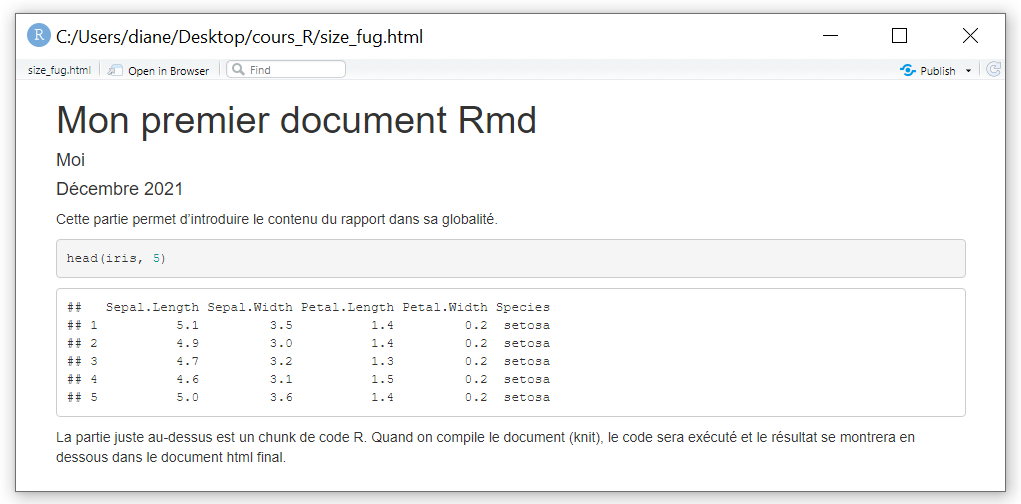 R C:/Users/diane/Desktop/cours_R/size_fug.html
size_fug.html Open in Browser Find Publish
Mon premier document Rmd
Moi
Décembre 2021
Cette partie permet d'introduire le contenu du rapport dans sa globalité.
head(iris, 5)
##   Sepal.Length Sepal.Width Petal.Length Petal.Width Species
## 1          5.1         3.5          1.4         0.2  setosa
## 2          4.9         3.0          1.4         0.2  setosa
## 3          4.7         3.2          1.3         0.2  setosa
## 4          4.6         3.1          1.5         0.2  setosa
## 5          5.0         3.6          1.4         0.2  setosa
La partie juste au-dessus est un chunk de code R. Quand on compile le document (knit), le code sera exécuté et le résultat se montrera en
dessous dans le document html final.